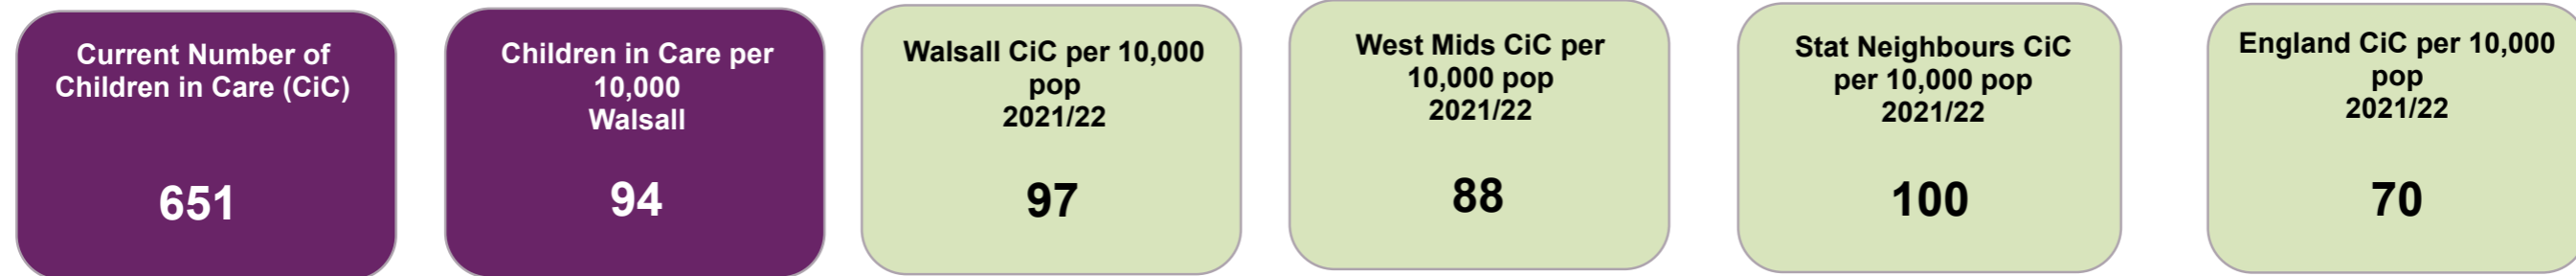 Current Number of
Children in Care (CiC)
651
Children in Care per
10,000
Walsall
94
Walsall CiC per 10,000
pop
2021/22
97
West Mids CiC per
10,000 pop
2021/22
88
Stat Neighbours CiC
per 10,000 pop
2021/22
100
England CiC per 10,000
pop
2021/22
70